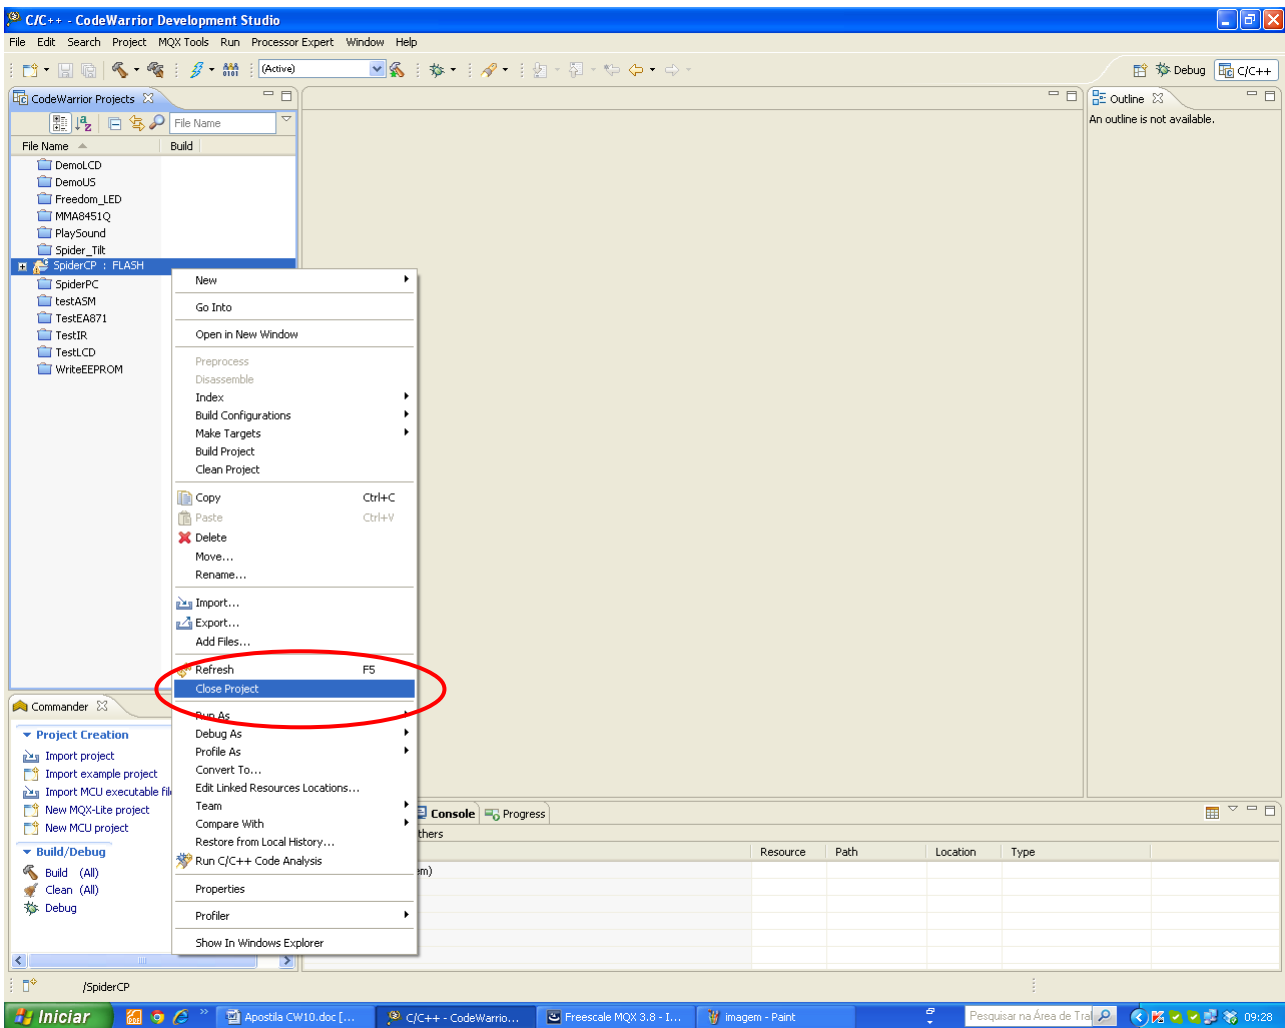 C/C++ - CodeWarrior Development Studio
File Edit Search Project MQX Tools Run Processor Expert Window Help
(Active)
Debug C/C++
CodeWarrior Projects
File Name
File Name Build
DemoLCD
DemoUS
Freedom_LED
MMA8451Q
PlaySound
Spider_Tilt
SpiderCP : FLASH
SpiderPC
testASM
TestEA871
TestIR
TestLCD
WriteEEPROM
New
Go Into
Open in New Window
Preprocess
Disassemble
Index
Build Configurations
Make Targets
Build Project
Clean Project
Copy Ctrl+C
Paste Ctrl+V
Delete
Move...
Rename...
Import...
Export...
Add Files...
Refresh F5
Close Project
Run As
Debug As
Profile As
Convert To...
Edit Linked Resources Locations...
Team
Compare With
Restore from Local History...
Run C/C++ Code Analysis
Properties
Profiler
Show In Windows Explorer
Outline
An outline is not available.
Commander
Project Creation
Import project
Import example project
Import MCU executable file
New MQX-Lite project
New MCU project
Build/Debug
Build (All)
Clean (All)
Debug
Console Progress
thers
Resource Path Location Type
em)
/SpiderCP
Iniciar
Apostila CW10.doc [...
C/C++ - CodeWarrio...
Freescale MQX 3.8 - I...
imagem - Paint
Pesquisar na Área de Tra
09:28